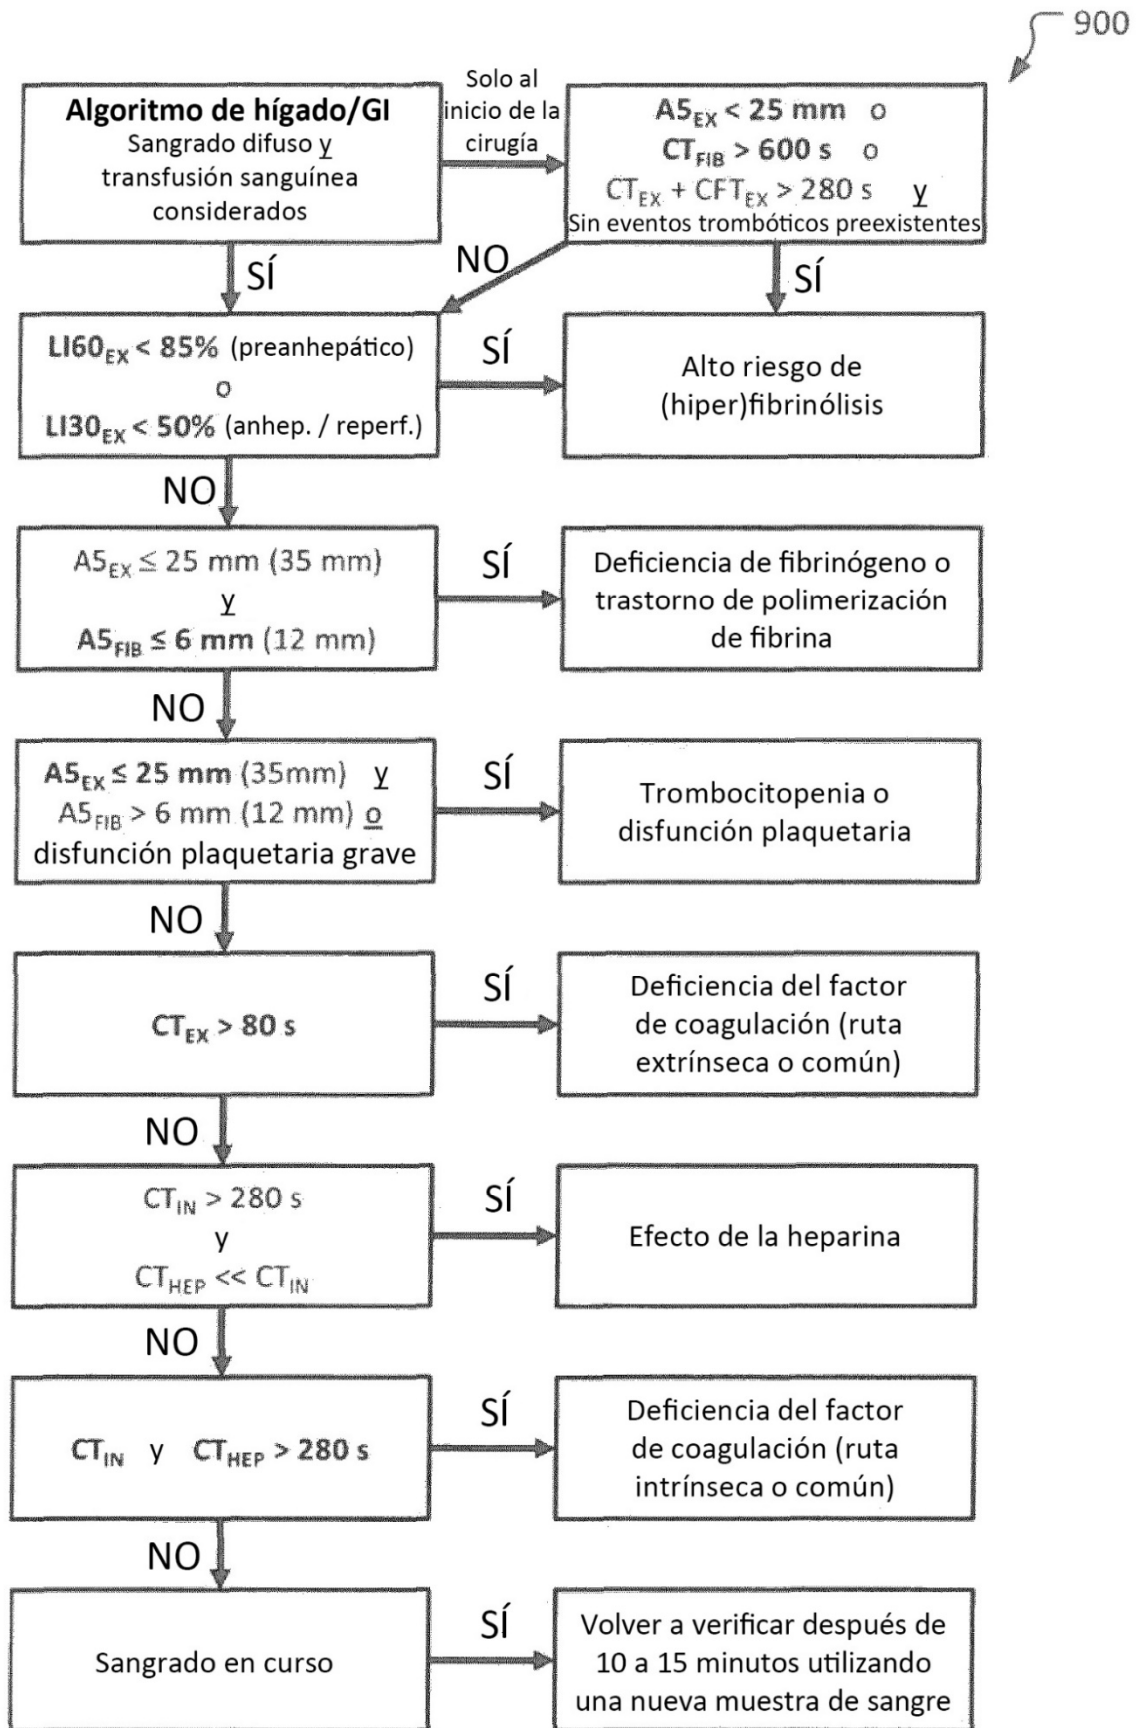 900
Algoritmo de hígado/GI
Sangrado difuso y
transfusión sanguínea
considerados
Solo al
inicio de la
cirugía
A5EX < 25 mm o
CTFIB > 600 s o
CTEX + CFTEX > 280 s y
Sin eventos trombóticos preexistentes
SÍ
NO
SÍ
LI60EX < 85% (preanhepático)
o
LI30EX < 50% (anhep. / reperf.)
SÍ
Alto riesgo de
(hiper)fibrinólisis
NO
A5EX ≤ 25 mm (35 mm)
y
A5FIB ≤ 6 mm (12 mm)
SÍ
Deficiencia de fibrinógeno o
trastorno de polimerización
de fibrina
NO
A5EX ≤ 25 mm (35mm) y
A5FIB > 6 mm (12 mm) o
disfunción plaquetaria grave
SÍ
Trombocitopenia o
disfunción plaquetaria
NO
CTEX > 80 s
SÍ
Deficiencia del factor
de coagulación (ruta
extrínseca o común)
NO
CTIN > 280 s
y
CTHEP << CTIN
SÍ
Efecto de la heparina
NO
CTIN y CTHEP > 280 s
SÍ
Deficiencia del factor
de coagulación (ruta
intrínseca o común)
NO
Sangrado en curso
SÍ
Volver a verificar después de
10 a 15 minutos utilizando
una nueva muestra de sangre